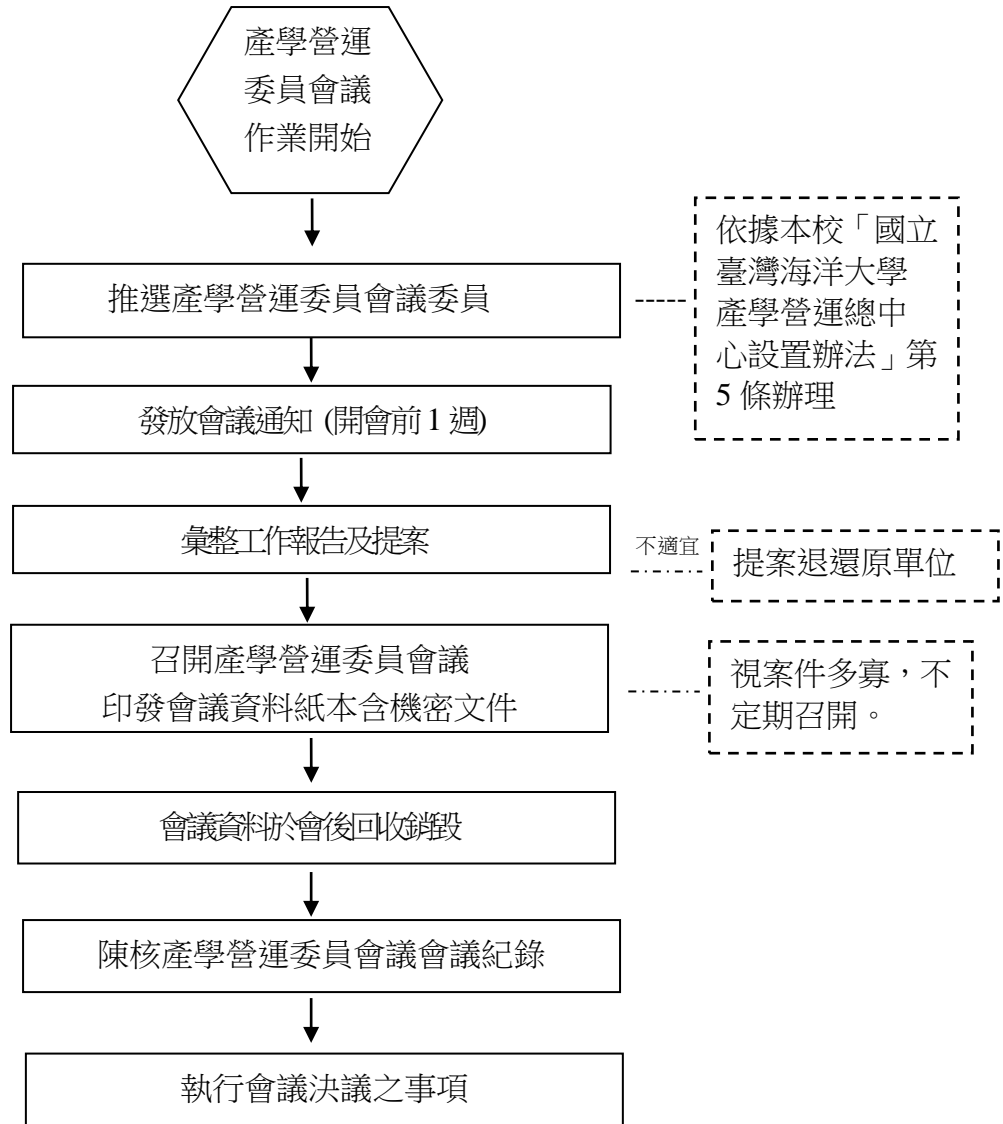 產學營運
委員會議
作業開始
推選產學營運委員會議委員
依據本校「國立
臺灣海洋大學
產學營運總中
心設置辦法」第
5 條辦理
發放會議通知 (開會前 1 週)
彙整工作報告及提案
不適宜
提案退還原單位
召開產學營運委員會議
印發會議資料紙本含機密文件
視案件多寡，不
定期召開。
會議資料於會後回收銷毀
陳核產學營運委員會議會議紀錄
執行會議決議之事項